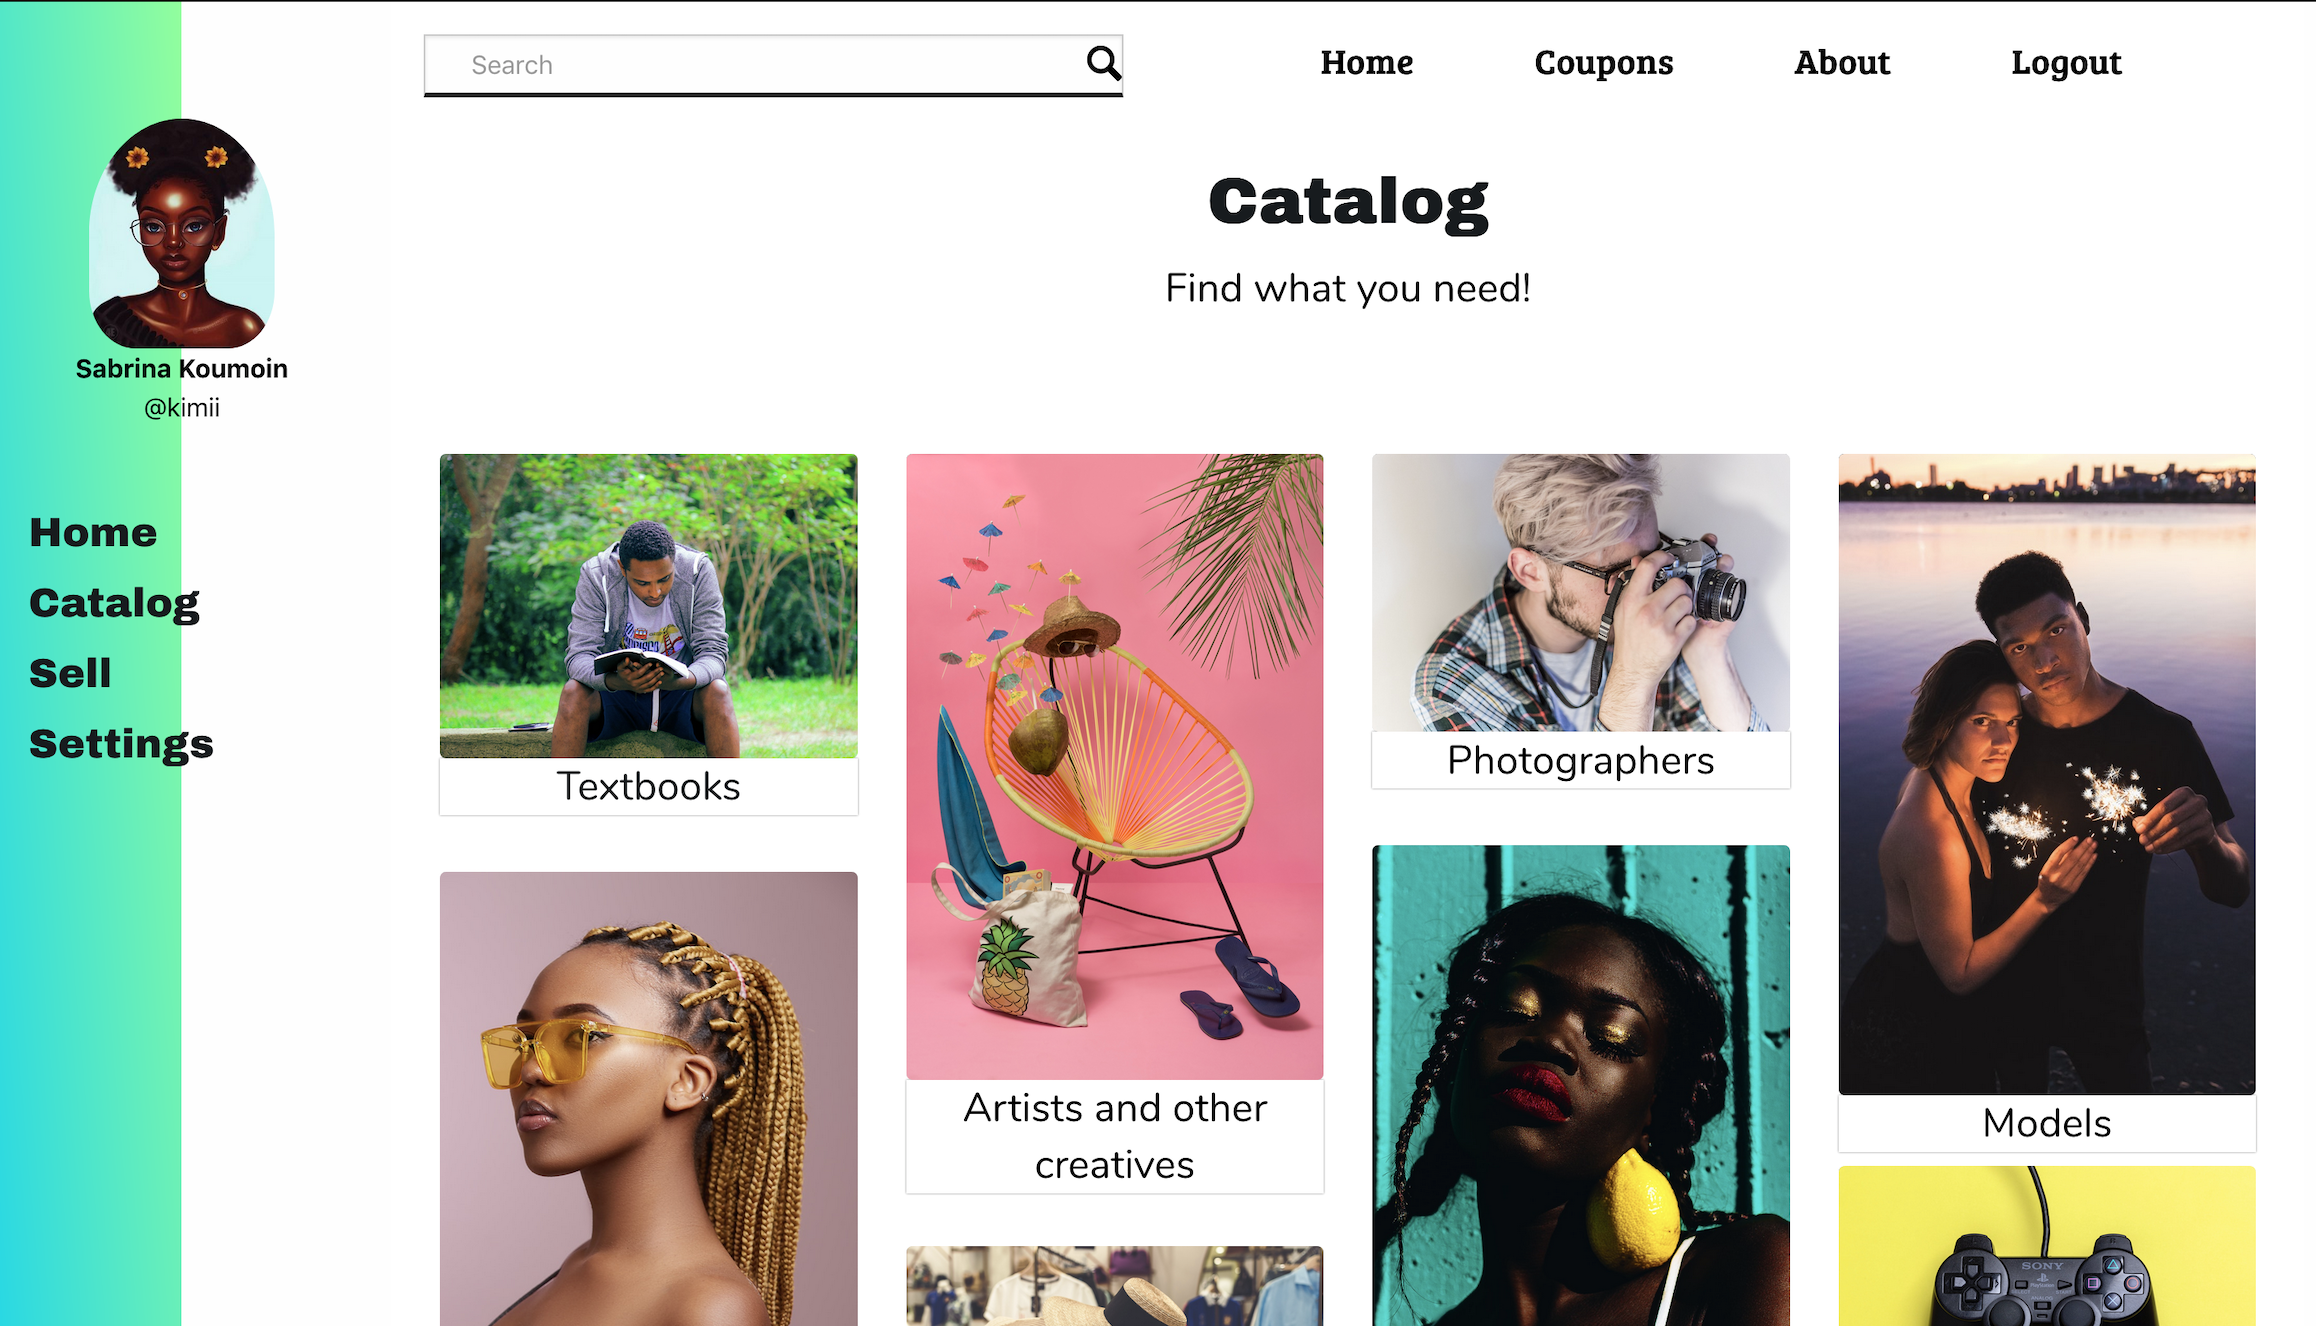 Search
Home
Coupons
About
Logout
Catalog
Find what you need!
Sabrina Koumoin
@kimii
Home
Catalog
Sell
Settings
Textbooks
Artists and other
creatives
Photographers
Models
SONY